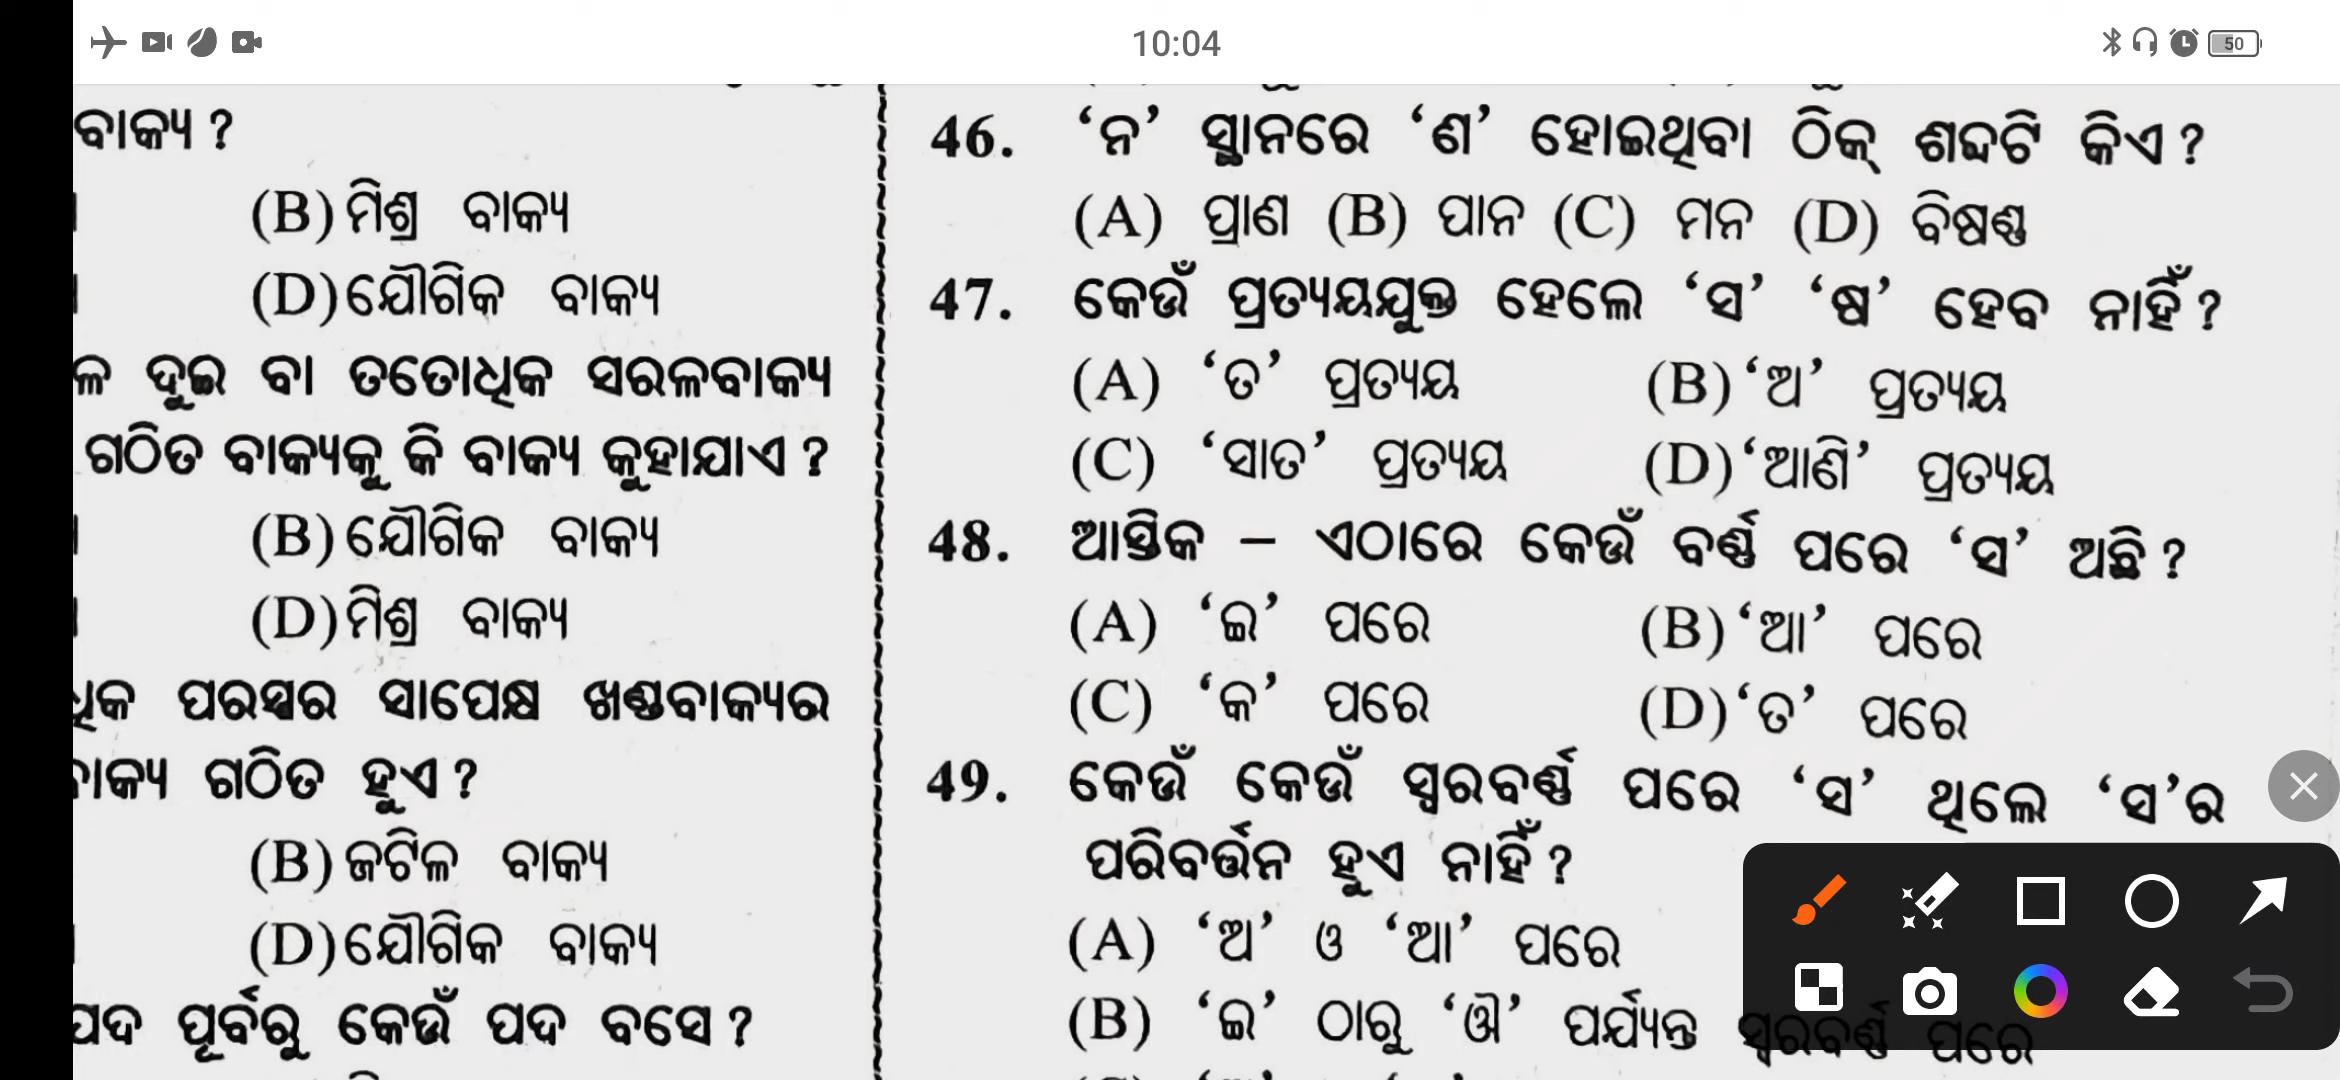 10:04
50
ବାକ୍ୟ ?
(B) ମିଶ୍ର ବାକ୍ୟ
(D) ଯୌଗିକ ବାକ୍ୟ
ଳ ଦୁଇ ବା ତତୋଧିକ ସରଳବାକ୍ୟ
ଗଠିତ ବାକ୍ୟକୁ କି ବାକ୍ୟ କୁହାଯାଏ ?
(B) ଯୌଗିକ ବାକ୍ୟ
(D) ମିଶ୍ର ବାକ୍ୟ
ଧିକ ପରସ୍ପର ସାପେକ୍ଷ ଖଣ୍ଡବାକ୍ୟର
ବାକ୍ୟ ଗଠିତ ହୁଏ ?
(B) ଜଟିଳ ବାକ୍ୟ
(D) ଯୌଗିକ ବାକ୍ୟ
ପଦ ପୂର୍ବରୁ କେଉଁ ପଦ ବସେ ?
46. ‘ନ’ ସ୍ଥାନରେ ‘ଣ’ ହୋଇଥିବା ଠିକ୍ ଶବ୍ଦଟି କିଏ ?
(A) ପ୍ରାଣ (B) ପାନ (C) ମନ (D) ବିଷଣ୍ଣ
47. କେଉଁ ପ୍ରତ୍ୟୟଯୁକ୍ତ ହେଲେ ‘ସ’ ‘ଷ’ ହେବ ନାହିଁ ?
(A) ‘ତ’ ପ୍ରତ୍ୟୟ (B) ‘ଅ’ ପ୍ରତ୍ୟୟ
(C) ‘ସାତ’ ପ୍ରତ୍ୟୟ (D) ‘ଆଣି’ ପ୍ରତ୍ୟୟ
48. ଆସ୍ତିକ – ଏଠାରେ କେଉଁ ବର୍ଣ୍ଣ ପରେ ‘ସ’ ଅଛି ?
(A) ‘ଇ’ ପରେ (B) ‘ଆ’ ପରେ
(C) ‘କ’ ପରେ (D) ‘ତ’ ପରେ
49. କେଉଁ କେଉଁ ସ୍ୱରବର୍ଣ୍ଣ ପରେ ‘ସ’ ଥିଲେ ‘ସ’ର
ପରିବର୍ତ୍ତନ ହୁଏ ନାହିଁ ?
(A) ‘ଅ’ ଓ ‘ଆ’ ପରେ
(B) ‘ଇ’ ଠାରୁ ‘ଔ’ ପର୍ଯ୍ୟନ୍ତ ସ୍ୱରବର୍ଣ୍ଣ ପରେ